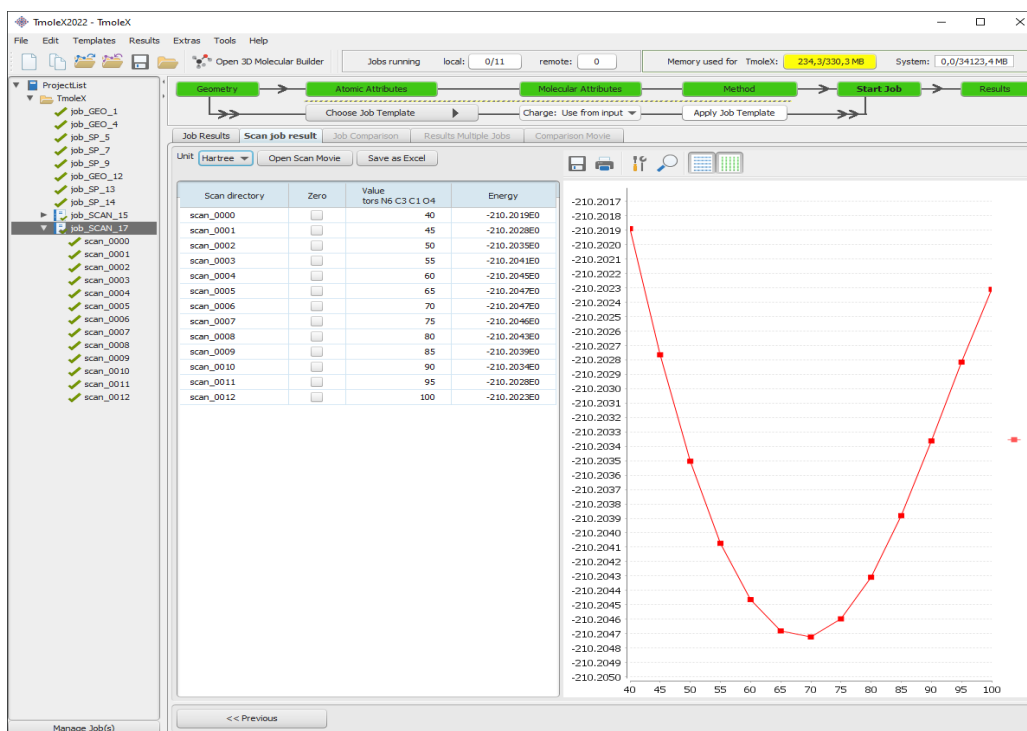 TmoleX2022 - TmoleX
File Edit Templates Results Extras Tools Help
Open 3D Molecular Builder Jobs running local: 0/11 remote: 0 Memory used for TmoleX: 234,3/330,3 MB System: 0,0/34123,4 MB
ProjectList
TmoleX
job_GEO_1
job_GEO_4
job_SP_5
job_SP_7
job_SP_9
job_GEO_12
job_SP_13
job_SP_14
job_SCAN_15
job_SCAN_17
scan_0000
scan_0001
scan_0002
scan_0003
scan_0004
scan_0005
scan_0006
scan_0007
scan_0008
scan_0009
scan_0010
scan_0011
scan_0012
Manage Job(s)
Geometry Atomic Attributes Molecular Attributes Method Start Job Results
Choose Job Template Charge: Use from input Apply Job Template
Job Results Scan job result Job Comparison Results Multiple Jobs Comparison Movie
Unit Hartree Open Scan Movie Save as Excel
Scan directory Zero Value tors N6 C3 C1 O4 Energy
scan_0000 40 -210.2019E0
scan_0001 45 -210.2028E0
scan_0002 50 -210.2035E0
scan_0003 55 -210.2041E0
scan_0004 60 -210.2045E0
scan_0005 65 -210.2047E0
scan_0006 70 -210.2047E0
scan_0007 75 -210.2046E0
scan_0008 80 -210.2043E0
scan_0009 85 -210.2039E0
scan_0010 90 -210.2034E0
scan_0011 95 -210.2028E0
scan_0012 100 -210.2023E0
-210.2017
-210.2018
-210.2019
-210.2020
-210.2021
-210.2022
-210.2023
-210.2024
-210.2025
-210.2026
-210.2027
-210.2028
-210.2029
-210.2030
-210.2031
-210.2032
-210.2033
-210.2034
-210.2035
-210.2036
-210.2037
-210.2038
-210.2039
-210.2040
-210.2041
-210.2042
-210.2043
-210.2044
-210.2045
-210.2046
-210.2047
-210.2048
-210.2049
-210.2050
40 45 50 55 60 65 70 75 80 85 90 95 100
<< Previous